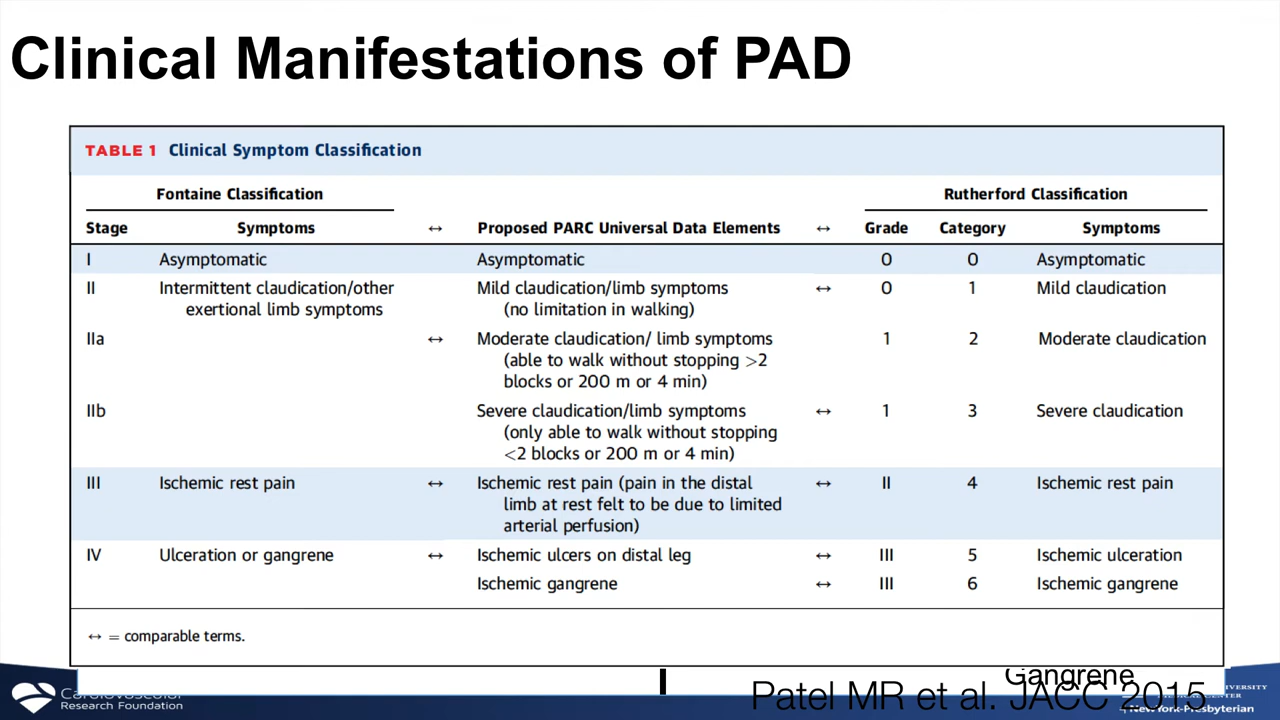 Clinical Manifestations of PAD
TABLE 1 Clinical Symptom Classification
Fontaine Classification Rutherford Classification
Stage Symptoms ↔ Proposed PARC Universal Data Elements ↔ Grade Category Symptoms
I Asymptomatic Asymptomatic 0 0 Asymptomatic
II Intermittent claudication/other Mild claudication/limb symptoms ↔ 0 1 Mild claudication
exertional limb symptoms (no limitation in walking)
IIa ↔ Moderate claudication/ limb symptoms 1 2 Moderate claudication
(able to walk without stopping >2
blocks or 200 m or 4 min)
IIb Severe claudication/limb symptoms ↔ 1 3 Severe claudication
(only able to walk without stopping
<2 blocks or 200 m or 4 min)
III Ischemic rest pain ↔ Ischemic rest pain (pain in the distal ↔ II 4 Ischemic rest pain
limb at rest felt to be due to limited
arterial perfusion)
IV Ulceration or gangrene ↔ Ischemic ulcers on distal leg ↔ III 5 Ischemic ulceration
Ischemic gangrene ↔ III 6 Ischemic gangrene
↔ = comparable terms.
Gangrene
Patel MR et al. JACC 2015
Cardiovascular
Research Foundation
NewYork-Presbyterian